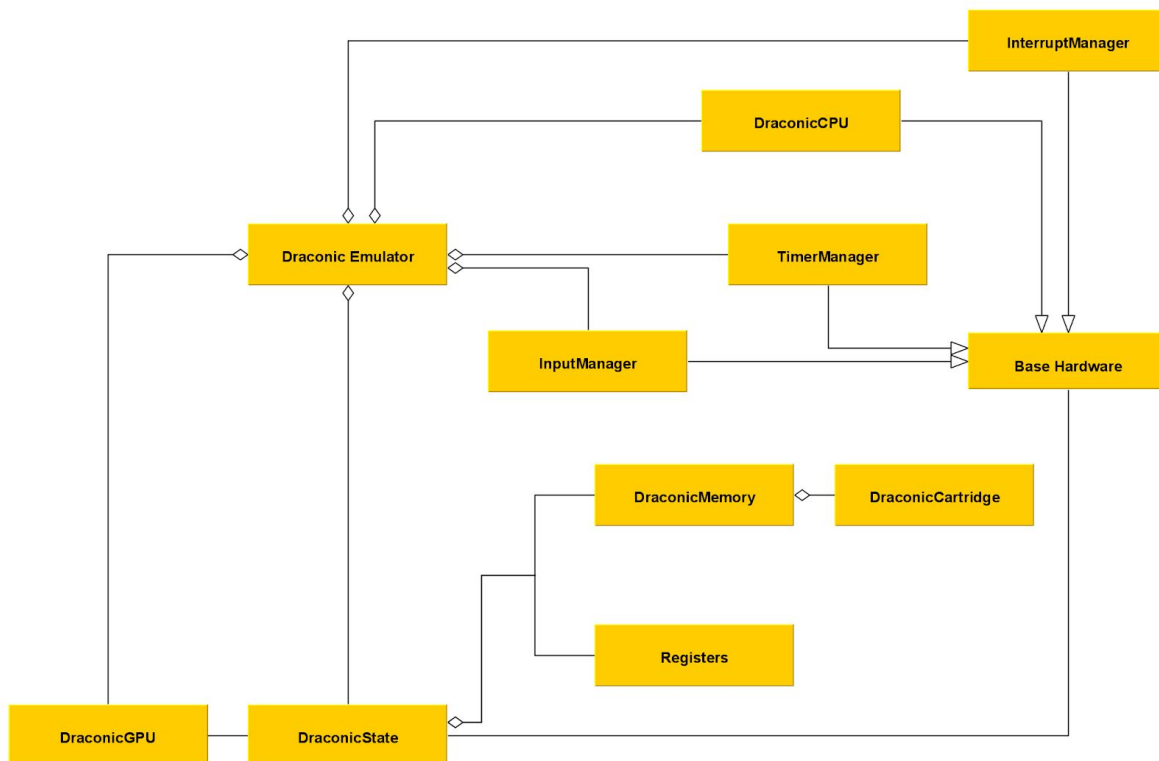 InterruptManager
DraconicCPU
Draconic Emulator
TimerManager
InputManager
Base Hardware
DraconicMemory
DraconicCartridge
Registers
DraconicGPU
DraconicState